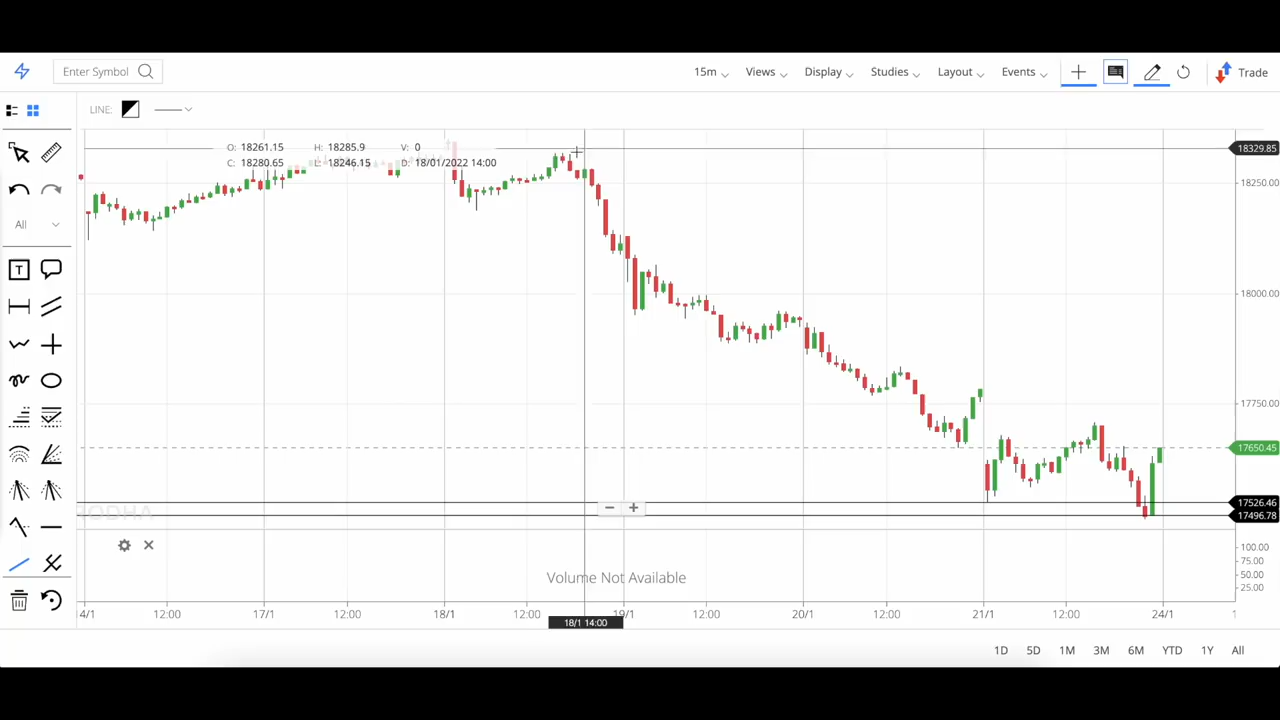 Enter Symbol 15m Views Display Studies Layout Events Trade
LINE:
O: 18261.15 H: 18285.9 V: 0
C: 18280.65 L: 18246.15 D: 18/01/2022 14:00
18329.85
18250.00
All
T
18000.00
17750.00
17650.45
17526.46
17496.78
100.00
75.00
50.00
25.00
Volume Not Available
4/1 12:00 17/1 12:00 18/1 12:00 19/1 12:00 20/1 12:00 21/1 12:00 24/1 1
18/1 14:00
1D 5D 1M 3M 6M YTD 1Y All